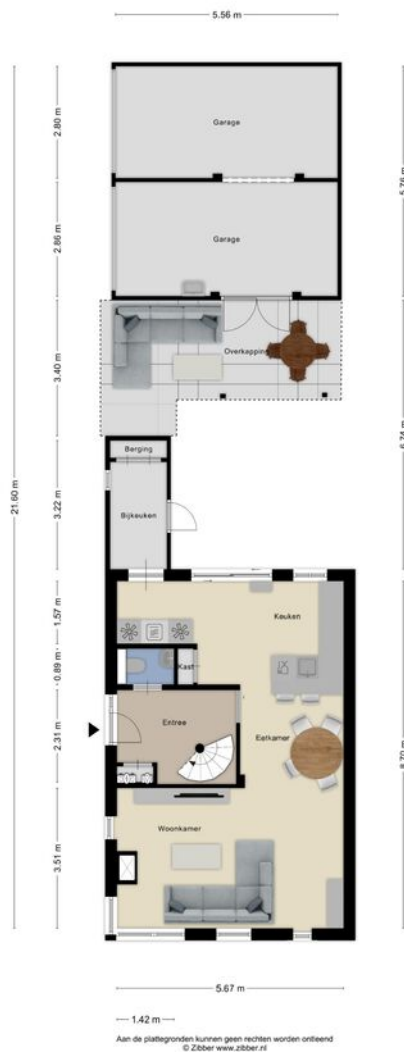 5.56 m
2.80 m
Garage
5.76 m
2.86 m
Garage
3.40 m
Overkapping
21.60 m
6.74 m
Berging
3.22 m
Bijkeuken
1.57 m
Keuken
0.89 m
Kast
2.31 m
Entree
Eetkamer
8.70 m
3.51 m
Woonkamer
5.67 m
1.42 m
Aan de plattegronden kunnen geen rechten worden ontleend
© Zibber www.zibber.nl